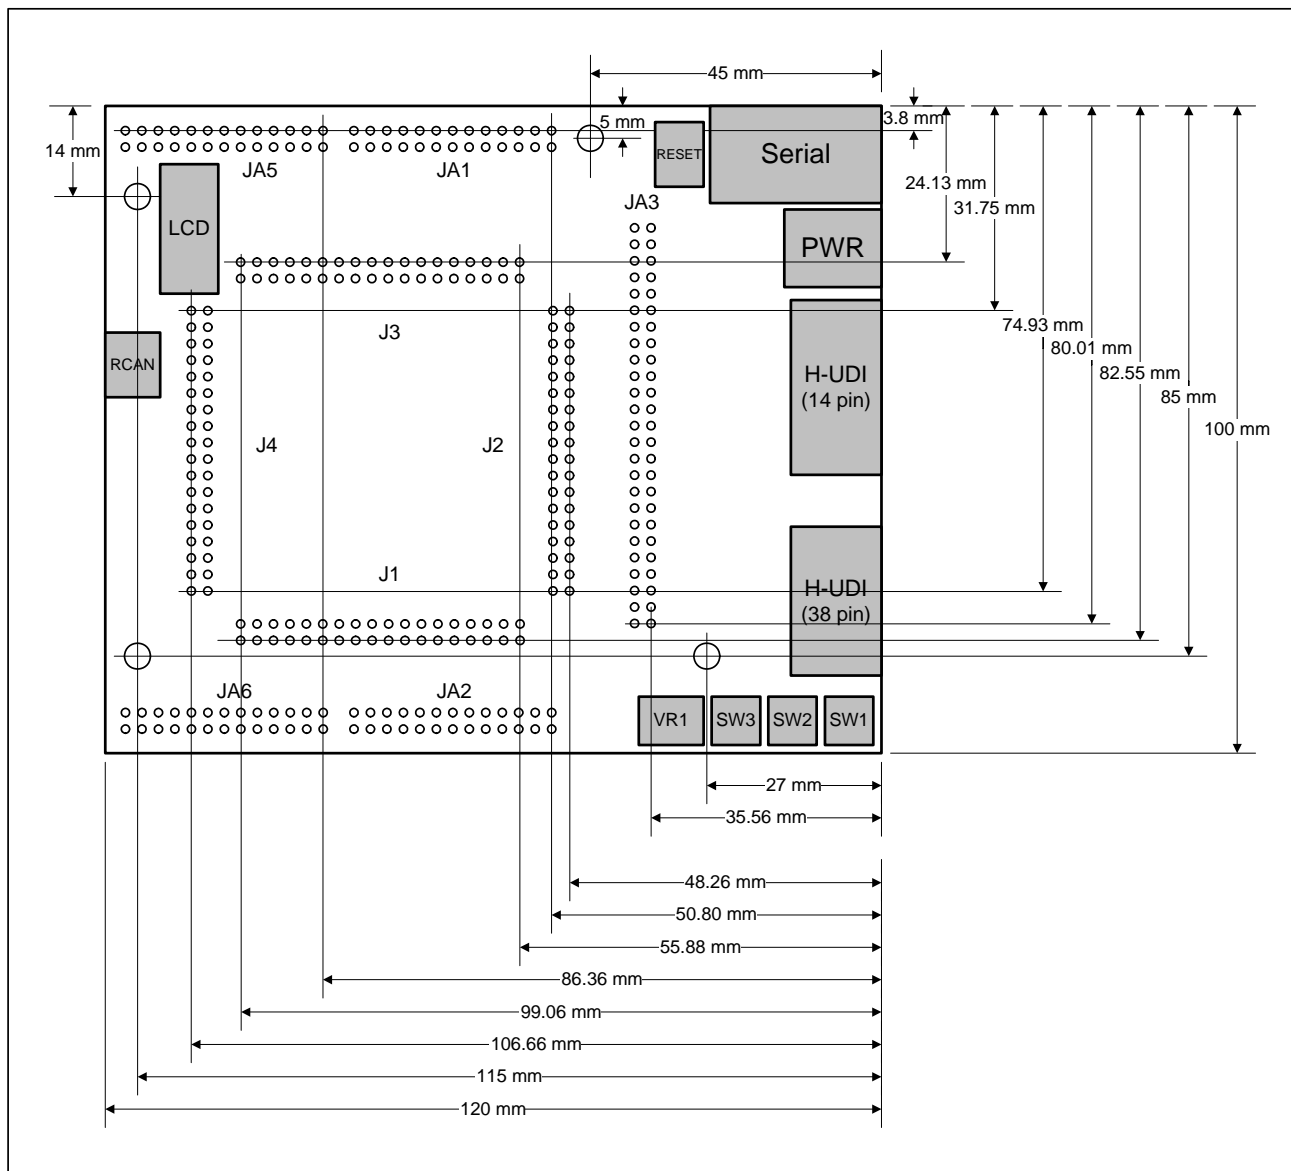 45 mm
5 mm
3.8 mm
14 mm
RESET
Serial
JA5
JA1
24.13 mm
JA3
31.75 mm
LCD
PWR
J3
74.93 mm
80.01 mm
RCAN
H-UDI
(14 pin)
82.55 mm
85 mm
100 mm
J4
J2
J1
H-UDI
(38 pin)
JA6
JA2
VR1
SW3
SW2
SW1
27 mm
35.56 mm
48.26 mm
50.80 mm
55.88 mm
86.36 mm
99.06 mm
106.66 mm
115 mm
120 mm